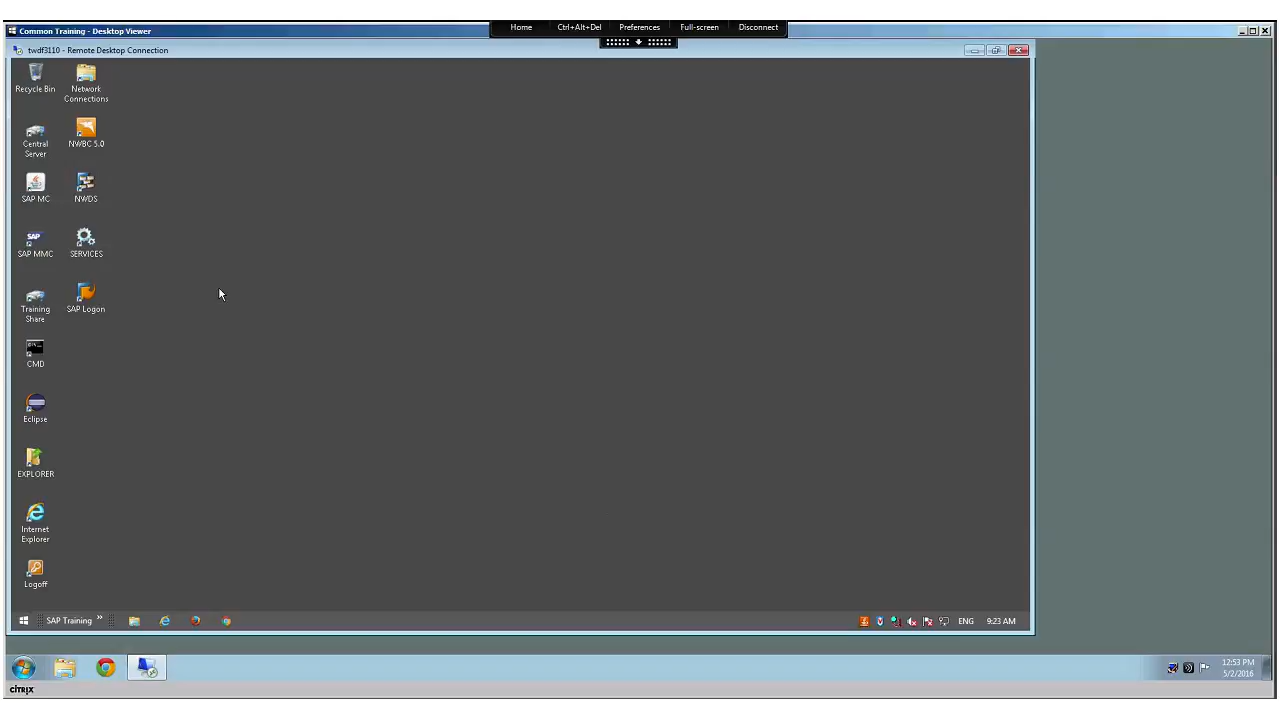 Common Training - Desktop Viewer
Home
Ctrl+Alt+Del
Preferences
Full-screen
Disconnect
twdf3110 - Remote Desktop Connection
Recycle Bin
Network
Connections
Central
Server
NWBC 5.0
SAP MC
NWDS
SAP
SAP MMC
SERVICES
Training
Share
SAP Logon
CMD
Eclipse
EXPLORER
Internet
Explorer
Logoff
SAP Training
ENG
9:23 AM
12:53 PM
5/2/2016
CITRIX